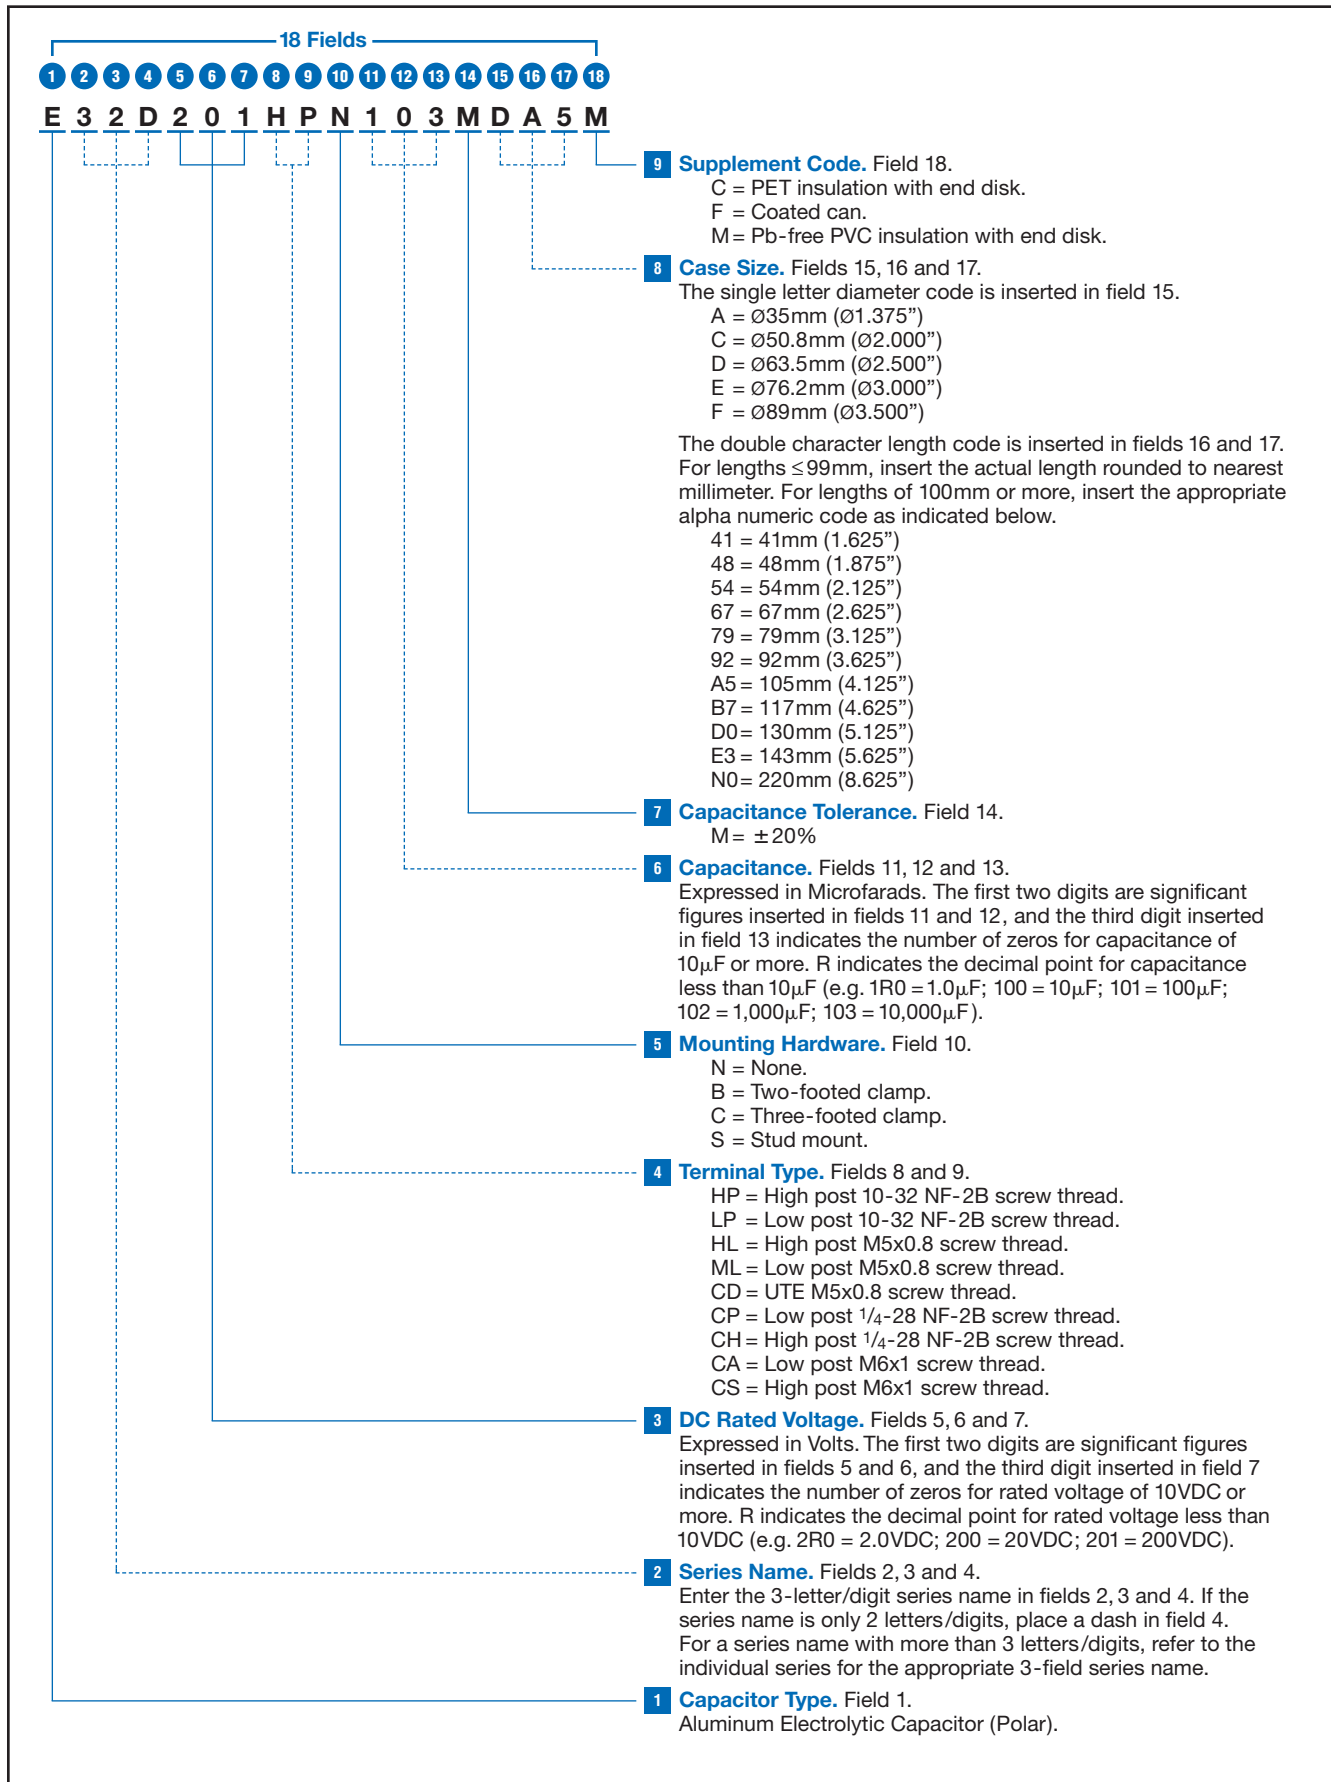 18 Fields
1 2 3 4 5 6 7 8 9 10 11 12 13 14 15 16 17 18
E 3 2 D 2 0 1 H P N 1 0 3 M D A 5 M
9 Supplement Code. Field 18.
C = PET insulation with end disk.
F = Coated can.
M = Pb-free PVC insulation with end disk.
8 Case Size. Fields 15, 16 and 17.
The single letter diameter code is inserted in field 15.
A = Ø35mm (Ø1.375”)
C = Ø50.8mm (Ø2.000”)
D = Ø63.5mm (Ø2.500”)
E = Ø76.2mm (Ø3.000”)
F = Ø89mm (Ø3.500”)
The double character length code is inserted in fields 16 and 17.
For lengths ≤99mm, insert the actual length rounded to nearest
millimeter. For lengths of 100mm or more, insert the appropriate
alpha numeric code as indicated below.
41 = 41mm (1.625”)
48 = 48mm (1.875”)
54 = 54mm (2.125”)
67 = 67mm (2.625”)
79 = 79mm (3.125”)
92 = 92mm (3.625”)
A5 = 105mm (4.125”)
B7 = 117mm (4.625”)
D0 = 130mm (5.125”)
E3 = 143mm (5.625”)
N0 = 220mm (8.625”)
7 Capacitance Tolerance. Field 14.
M = ±20%
6 Capacitance. Fields 11, 12 and 13.
Expressed in Microfarads. The first two digits are significant
figures inserted in fields 11 and 12, and the third digit inserted
in field 13 indicates the number of zeros for capacitance of
10µF or more. R indicates the decimal point for capacitance
less than 10µF (e.g. 1R0 = 1.0µF; 100 = 10µF; 101 = 100µF;
102 = 1,000µF; 103 = 10,000µF).
5 Mounting Hardware. Field 10.
N = None.
B = Two-footed clamp.
C = Three-footed clamp.
S = Stud mount.
4 Terminal Type. Fields 8 and 9.
HP = High post 10-32 NF-2B screw thread.
LP = Low post 10-32 NF-2B screw thread.
HL = High post M5x0.8 screw thread.
ML = Low post M5x0.8 screw thread.
CD = UTE M5x0.8 screw thread.
CP = Low post 1/4-28 NF-2B screw thread.
CH = High post 1/4-28 NF-2B screw thread.
CA = Low post M6x1 screw thread.
CS = High post M6x1 screw thread.
3 DC Rated Voltage. Fields 5, 6 and 7.
Expressed in Volts. The first two digits are significant figures
inserted in fields 5 and 6, and the third digit inserted in field 7
indicates the number of zeros for rated voltage of 10VDC or
more. R indicates the decimal point for rated voltage less than
10VDC (e.g. 2R0 = 2.0VDC; 200 = 20VDC; 201 = 200VDC).
2 Series Name. Fields 2, 3 and 4.
Enter the 3-letter/digit series name in fields 2, 3 and 4. If the
series name is only 2 letters/digits, place a dash in field 4.
For a series name with more than 3 letters/digits, refer to the
individual series for the appropriate 3-field series name.
1 Capacitor Type. Field 1.
Aluminum Electrolytic Capacitor (Polar).